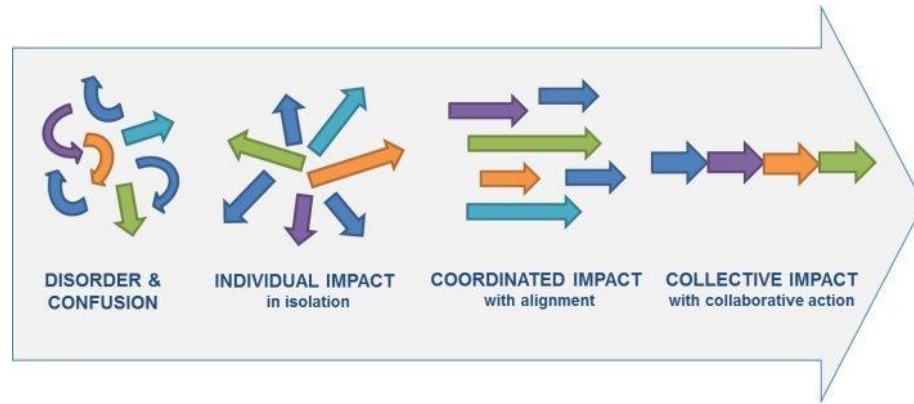 DISORDER &
CONFUSION
INDIVIDUAL IMPACT
in isolation
COORDINATED IMPACT
with alignment
COLLECTIVE IMPACT
with collaborative action